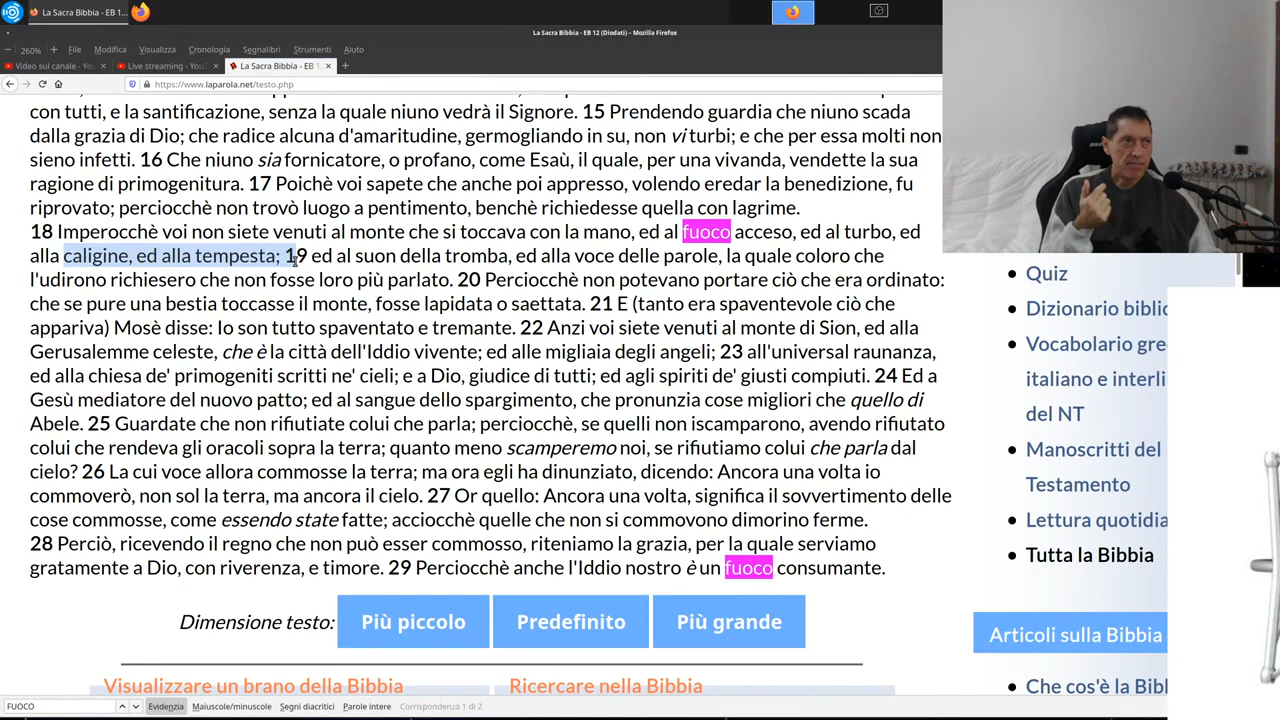 La Sacra Bibbia - EB 1...
La Sacra Bibbia - EB 12 (Diodati) – Mozilla Firefox
260%
File Modifica Visualizza Cronologia Segnalibri Strumenti Aiuto
Video sul canale - You
Live streaming - YouT
La Sacra Bibbia - EB 1
https://www.laparola.net/testo.php
con tutti, e la santificazione, senza la quale niuno vedrà il Signore. 15 Prendendo guardia che niuno scada
dalla grazia di Dio; che radice alcuna d'amaritudine, germogliando in su, non vi turbi; e che per essa molti non
sieno infetti. 16 Che niuno sia fornicatore, o profano, come Esaù, il quale, per una vivanda, vendette la sua
ragione di primogenitura. 17 Poichè voi sapete che anche poi appresso, volendo eredar la benedizione, fu
riprovato; perciocchè non trovò luogo a pentimento, benchè richiedesse quella con lagrime.
18 Imperocchè voi non siete venuti al monte che si toccava con la mano, ed al fuoco acceso, ed al turbo, ed
alla caligine, ed alla tempesta; 19 ed al suon della tromba, ed alla voce delle parole, la quale coloro che
l'udirono richiesero che non fosse loro più parlato. 20 Perciocchè non potevano portare ciò che era ordinato:
che se pure una bestia toccasse il monte, fosse lapidata o saettata. 21 E (tanto era spaventevole ciò che
appariva) Mosè disse: Io son tutto spaventato e tremante. 22 Anzi voi siete venuti al monte di Sion, ed alla
Gerusalemme celeste, che è la città dell'Iddio vivente; ed alle migliaia degli angeli; 23 all'universal raunanza,
ed alla chiesa de' primogeniti scritti ne' cieli; e a Dio, giudice di tutti; ed agli spiriti de' giusti compiuti. 24 Ed a
Gesù mediatore del nuovo patto; ed al sangue dello spargimento, che pronunzia cose migliori che quello di
Abele. 25 Guardate che non rifiutiate colui che parla; perciocchè, se quelli non iscamparono, avendo rifiutato
colui che rendeva gli oracoli sopra la terra; quanto meno scamperemo noi, se rifiutiamo colui che parla dal
cielo? 26 La cui voce allora commosse la terra; ma ora egli ha dinunziato, dicendo: Ancora una volta io
commoverò, non sol la terra, ma ancora il cielo. 27 Or quello: Ancora una volta, significa il sovvertimento delle
cose commosse, come essendo state fatte; acciocchè quelle che non si commovono dimorino ferme.
28 Perciò, ricevendo il regno che non può esser commosso, riteniamo la grazia, per la quale serviamo
gratamente a Dio, con riverenza, e timore. 29 Perciocchè anche l'Iddio nostro è un fuoco consumante.
Dimensione testo: Più piccolo Predefinito Più grande
Visualizzare un brano della Bibbia
Ricercare nella Bibbia
Quiz
Dizionario biblic
Vocabolario gre
italiano e interli
del NT
Manoscritti del
Testamento
Lettura quotidia
Tutta la Bibbia
Articoli sulla Bibbia
Che cos'è la Bibl
FUOCO
Evidenzia Maiuscole/minuscole Segni diacritici Parole intere Corrispondenza 1 di 2